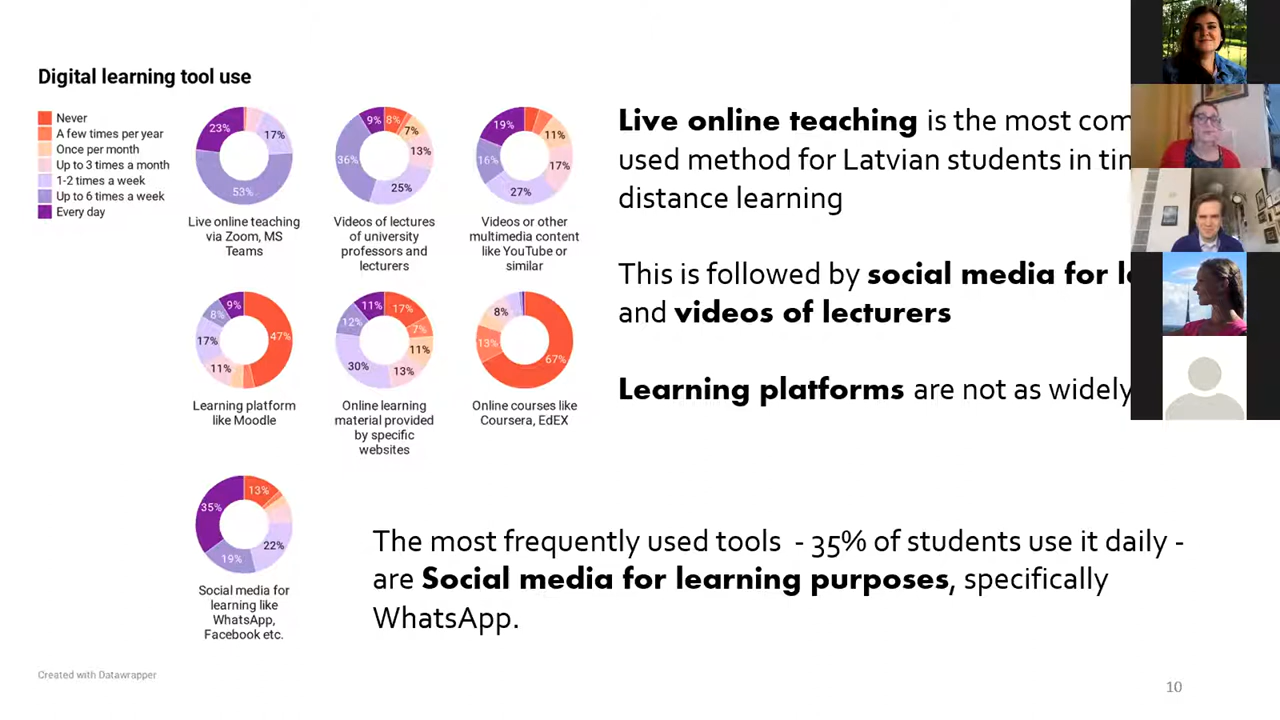 Digital learning tool use
Never
A few times per year
Once per month
Up to 3 times a month
1-2 times a week
Up to 6 times a week
Every day
23%
17%
53%
Live online teaching
via Zoom, MS
Teams
9%
8%
7%
13%
36%
25%
Videos of lectures
of university
professors and
lecturers
19%
11%
16%
17%
27%
Videos or other
multimedia content
like YouTube or
similar
9%
8%
47%
17%
11%
Learning platform
like Moodle
11%
17%
12%
7%
11%
30%
13%
Online learning
material provided
by specific
websites
8%
13%
67%
Online courses like
Coursera, EdEX
35%
13%
22%
19%
Social media for
learning like
WhatsApp,
Facebook etc.
Live online teaching is the most com
used method for Latvian students in
distance learning
This is followed by social media for
and videos of lecturers
Learning platforms are not as widely
The most frequently used tools - 35% of students use it daily -
are Social media for learning purposes, specifically
WhatsApp.
Created with Datawrapper
10